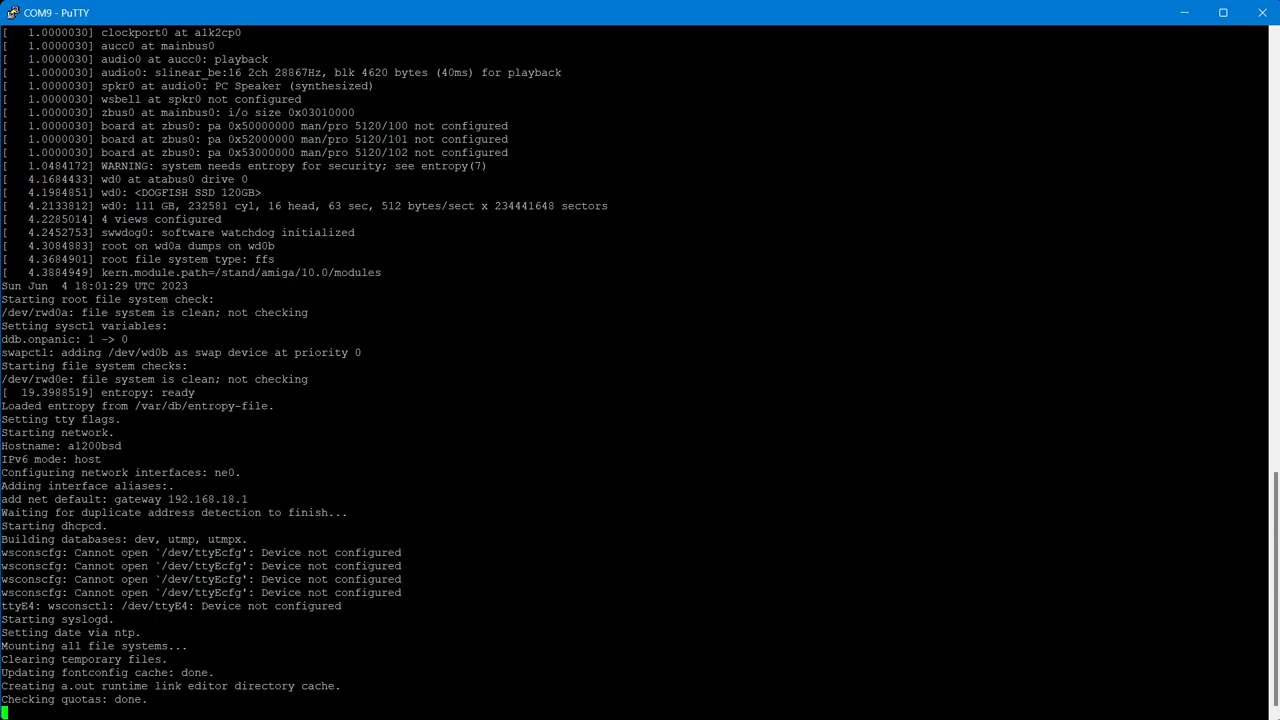 COM9 - PuTTY
[   1.0000030] clockport0 at a1k2cp0
[   1.0000030] aucc0 at mainbus0
[   1.0000030] audio0 at aucc0: playback
[   1.0000030] audio0: slinear_be:16 2ch 28867Hz, blk 4620 bytes (40ms) for playback
[   1.0000030] spkr0 at audio0: PC Speaker (synthesized)
[   1.0000030] wsbell at spkr0 not configured
[   1.0000030] zbus0 at mainbus0: i/o size 0x03010000
[   1.0000030] board at zbus0: pa 0x50000000 man/pro 5120/100 not configured
[   1.0000030] board at zbus0: pa 0x52000000 man/pro 5120/101 not configured
[   1.0000030] board at zbus0: pa 0x53000000 man/pro 5120/102 not configured
[   1.0484172] WARNING: system needs entropy for security; see entropy(7)
[   4.1684433] wd0 at atabus0 drive 0
[   4.1984851] wd0: <DOGFISH SSD 120GB>
[   4.2133812] wd0: 111 GB, 232581 cyl, 16 head, 63 sec, 512 bytes/sect x 234441648 sectors
[   4.2285014] 4 views configured
[   4.2452753] swwdog0: software watchdog initialized
[   4.3084883] root on wd0a dumps on wd0b
[   4.3684901] root file system type: ffs
[   4.3884949] kern.module.path=/stand/amiga/10.0/modules
Sun Jun  4 18:01:29 UTC 2023
Starting root file system check:
/dev/rwd0a: file system is clean; not checking
Setting sysctl variables:
ddb.onpanic: 1 -> 0
swapctl: adding /dev/wd0b as swap device at priority 0
Starting file system checks:
/dev/rwd0e: file system is clean; not checking
[  19.3988519] entropy: ready
Loaded entropy from /var/db/entropy-file.
Setting tty flags.
Starting network.
Hostname: a1200bsd
IPv6 mode: host
Configuring network interfaces: ne0.
Adding interface aliases:.
add net default: gateway 192.168.18.1
Waiting for duplicate address detection to finish...
Starting dhcpcd.
Building databases: dev, utmp, utmpx.
wsconscfg: Cannot open `/dev/ttyEcfg': Device not configured
wsconscfg: Cannot open `/dev/ttyEcfg': Device not configured
wsconscfg: Cannot open `/dev/ttyEcfg': Device not configured
wsconscfg: Cannot open `/dev/ttyEcfg': Device not configured
ttyE4: wsconsctl: /dev/ttyE4: Device not configured
Starting syslogd.
Setting date via ntp.
Mounting all file systems...
Clearing temporary files.
Updating fontconfig cache: done.
Creating a.out runtime link editor directory cache.
Checking quotas: done.